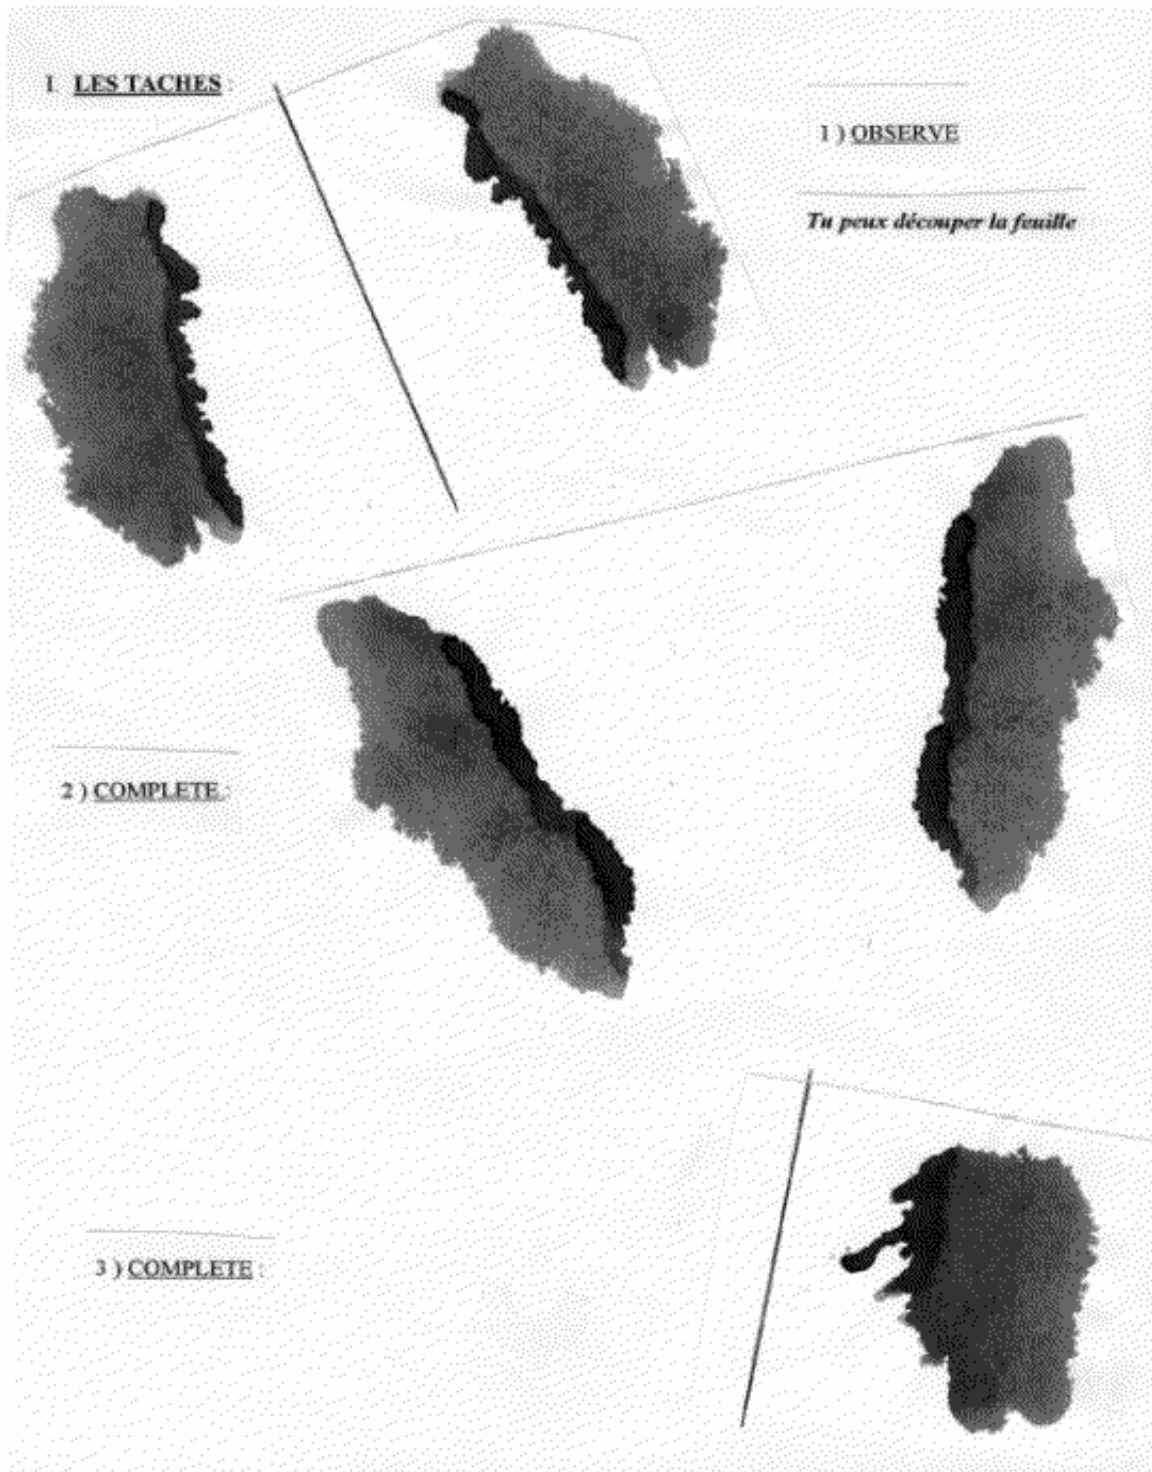 I. LES TACHES :
1 ) OBSERVE
Tu peux découper la feuille
2 ) COMPLETE :
3 ) COMPLETE :